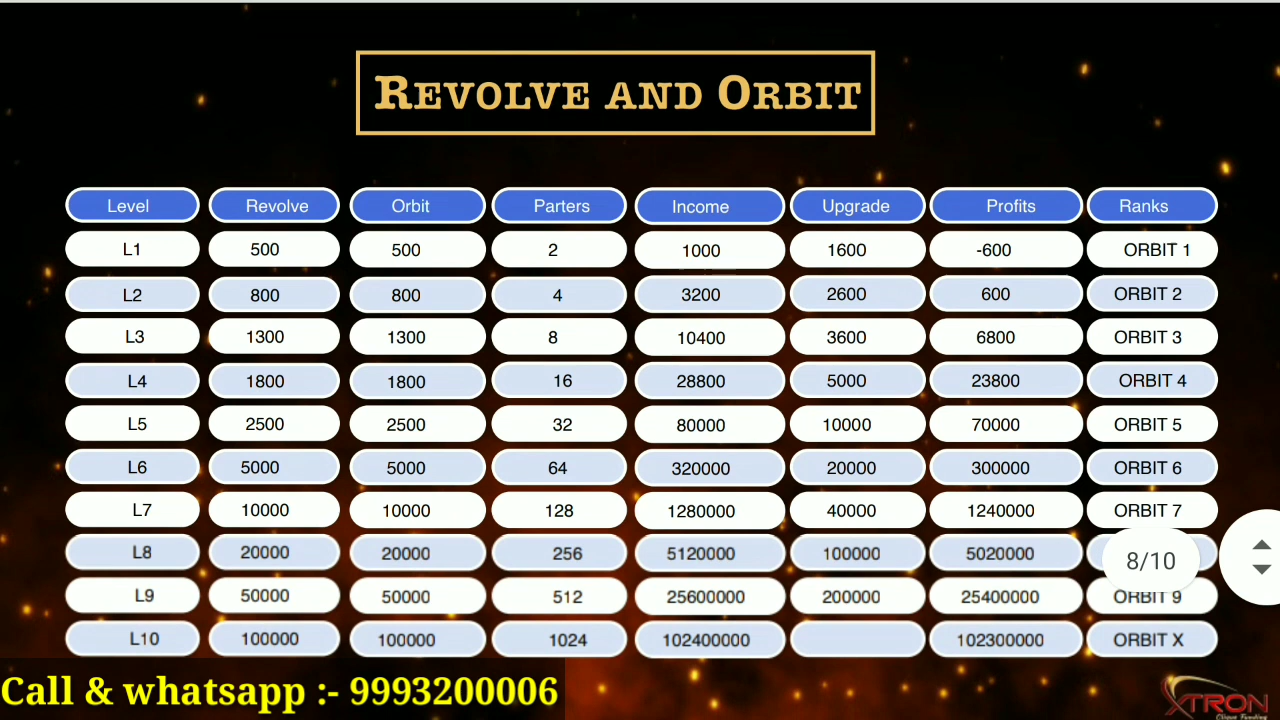 REVOLVE AND ORBIT
Level Revolve Orbit Parters Income Upgrade Profits Ranks
L1 500 500 2 1000 1600 -600 ORBIT 1
L2 800 800 4 3200 2600 600 ORBIT 2
L3 1300 1300 8 10400 3600 6800 ORBIT 3
L4 1800 1800 16 28800 5000 23800 ORBIT 4
L5 2500 2500 32 80000 10000 70000 ORBIT 5
L6 5000 5000 64 320000 20000 300000 ORBIT 6
L7 10000 10000 128 1280000 40000 1240000 ORBIT 7
L8 20000 20000 256 5120000 100000 5020000
8/10
L9 50000 50000 512 25600000 200000 25400000 ORBIT 9
L10 100000 100000 1024 102400000 102300000 ORBIT X
Call & whatsapp :- 9993200006
XTRON